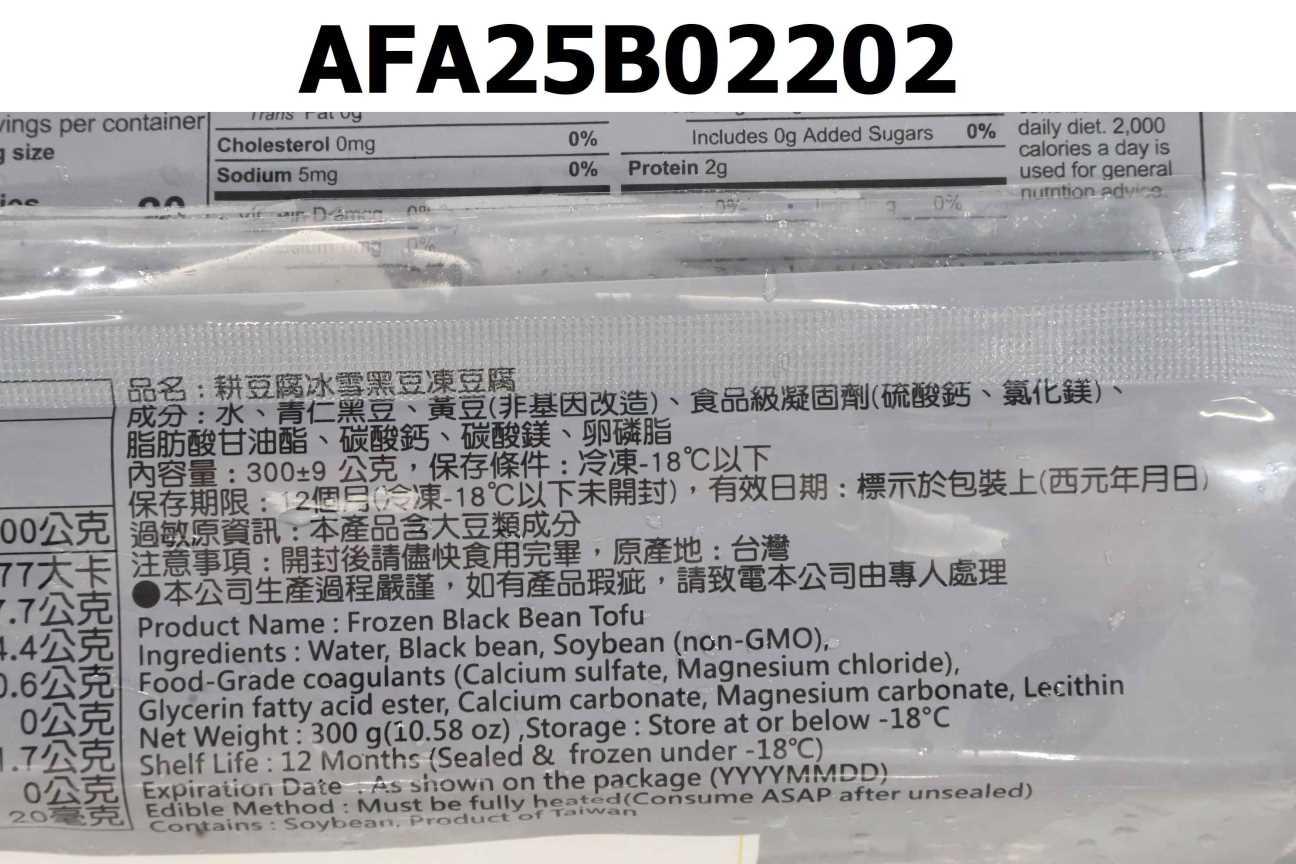 AFA25B02202
vings per container
g size
Trans Fat 0g
Cholesterol 0mg 0%
Sodium 5mg 0%
Includes 0g Added Sugars 0%
Protein 2g
daily diet. 2,000
calories a day is
used for general
nutrition advice.
0% 0%
品名：耕豆腐冰雪黑豆凍豆腐
成分：水、青仁黑豆、黃豆(非基因改造)、食品級凝固劑(硫酸鈣、氯化鎂)、
脂肪酸甘油酯、碳酸鈣、碳酸鎂、卵磷脂
內容量：300±9 公克，保存條件：冷凍-18℃以下
保存期限：12個月(冷凍-18℃以下未開封)，有效日期：標示於包裝上(西元年月日)
過敏原資訊：本產品含大豆類成分
注意事項：開封後請儘快食用完畢，原產地：台灣
●本公司生產過程嚴謹，如有產品瑕疵，請致電本公司由專人處理
00公克
77大卡
7.7公克
4.4公克
0.6公克
0公克
1.7公克
0公克
20毫克
Product Name : Frozen Black Bean Tofu
Ingredients : Water, Black bean, Soybean (non-GMO),
Food-Grade coagulants (Calcium sulfate, Magnesium chloride),
Glycerin fatty acid ester, Calcium carbonate, Magnesium carbonate, Lecithin
Net Weight : 300 g(10.58 oz) ,Storage : Store at or below -18℃
Shelf Life : 12 Months (Sealed & frozen under -18℃)
Expiration Date : As shown on the package (YYYYMMDD)
Edible Method : Must be fully heated(Consume ASAP after unsealed)
Contains : Soybean, Product of Taiwan